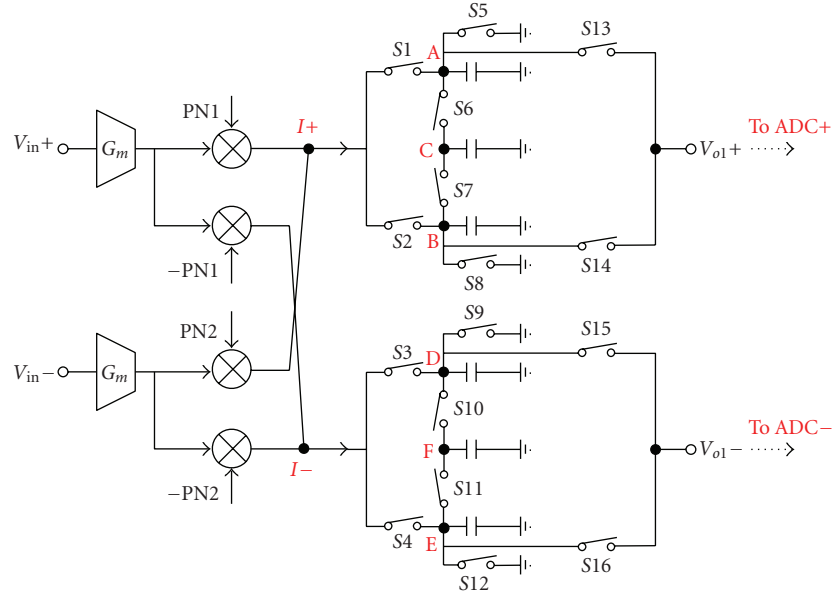 S5
S13
A
S1
PN1
S6
I+
To ADC+
Vin+
Gm
C
Vo1+
S7
S2
B
−PN1
S14
S8
PN2
S9
S15
D
S3
Vin−
Gm
S10
To ADC−
F
Vo1−
I−
S11
−PN2
S4
E
S12
S16